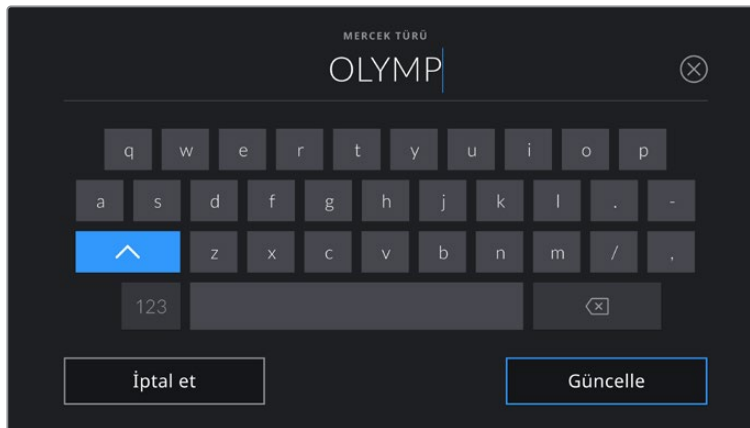 MERCEK TÜRÜ
OLYMP
q w e r t y u i o p
a s d f g h j k l . -
z x c v b n m / ,
123
İptal et Güncelle